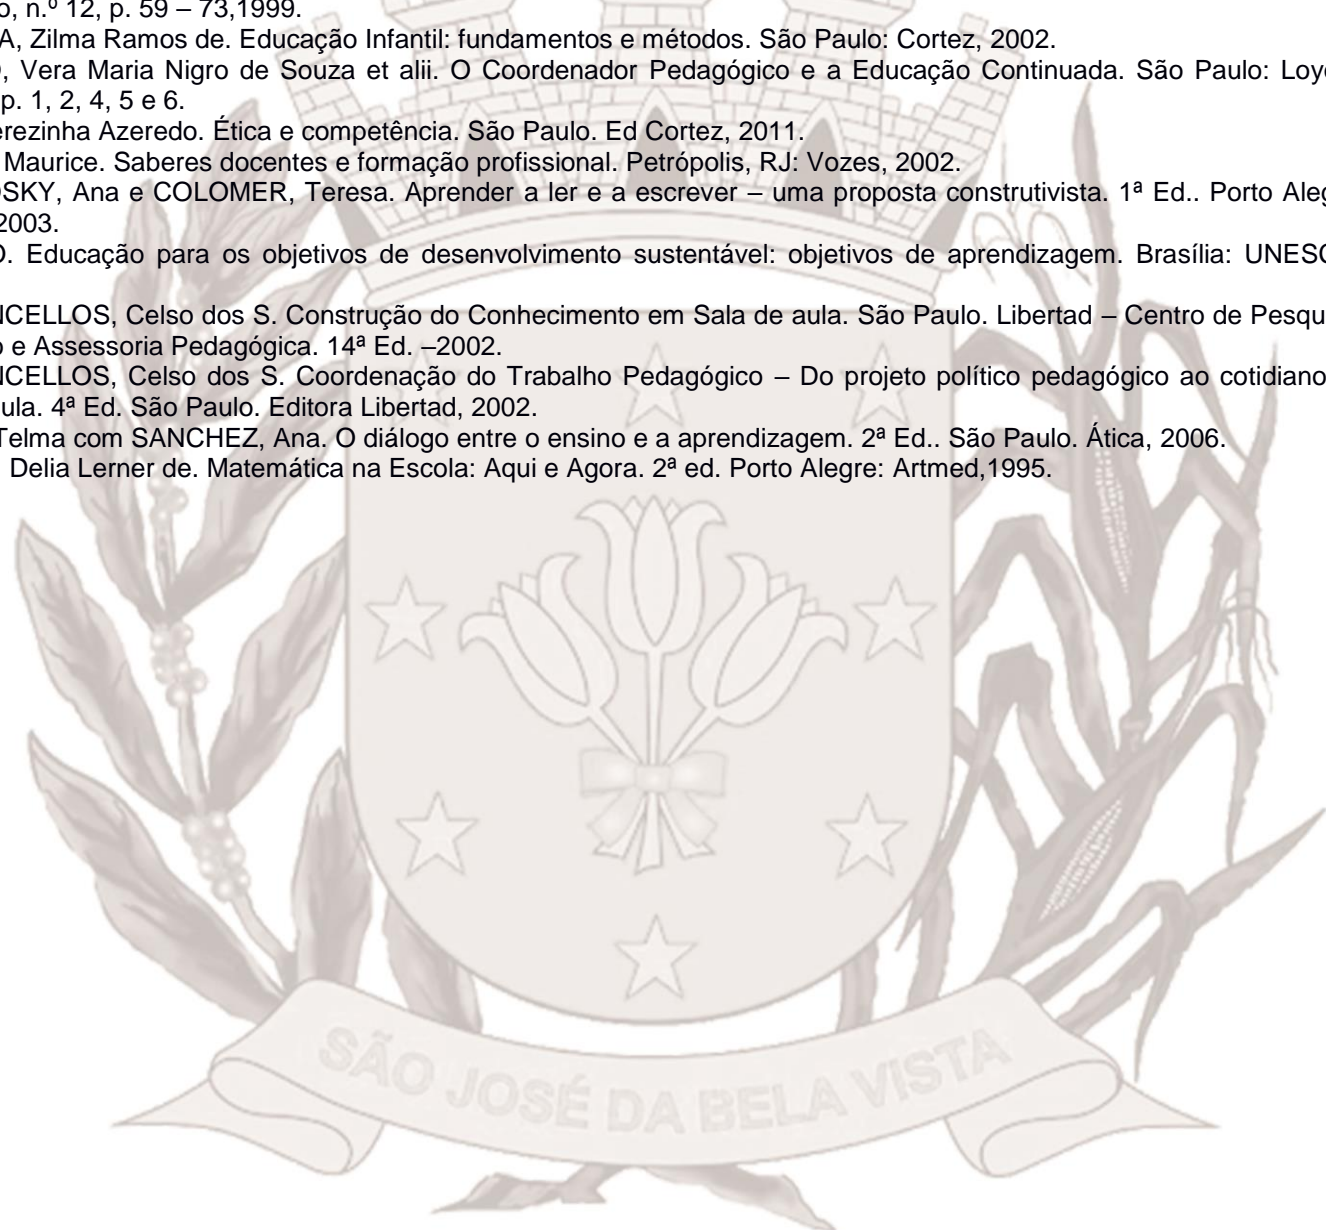 o, n.º 12, p. 59 – 73,1999.
A, Zilma Ramos de. Educação Infantil: fundamentos e métodos. São Paulo: Cortez, 2002.
, Vera Maria Nigro de Souza et alii. O Coordenador Pedagógico e a Educação Continuada. São Paulo: Loy
p. 1, 2, 4, 5 e 6.
erezinha Azeredo. Ética e competência. São Paulo. Ed Cortez, 2011.
Maurice. Saberes docentes e formação profissional. Petrópolis, RJ: Vozes, 2002.
SKY, Ana e COLOMER, Teresa. Aprender a ler e a escrever – uma proposta construtivista. 1ª Ed.. Porto Aleg
2003.
O. Educação para os objetivos de desenvolvimento sustentável: objetivos de aprendizagem. Brasília: UNESC
NCELLOS, Celso dos S. Construção do Conhecimento em Sala de aula. São Paulo. Libertad – Centro de Pesqu
o e Assessoria Pedagógica. 14ª Ed. –2002.
NCELLOS, Celso dos S. Coordenação do Trabalho Pedagógico – Do projeto político pedagógico ao cotidiano
ula. 4ª Ed. São Paulo. Editora Libertad, 2002.
Telma com SANCHEZ, Ana. O diálogo entre o ensino e a aprendizagem. 2ª Ed.. São Paulo. Ática, 2006.
Delia Lerner de. Matemática na Escola: Aqui e Agora. 2ª ed. Porto Alegre: Artmed,1995.
SÃO JOSÉ DA BELA VISTA